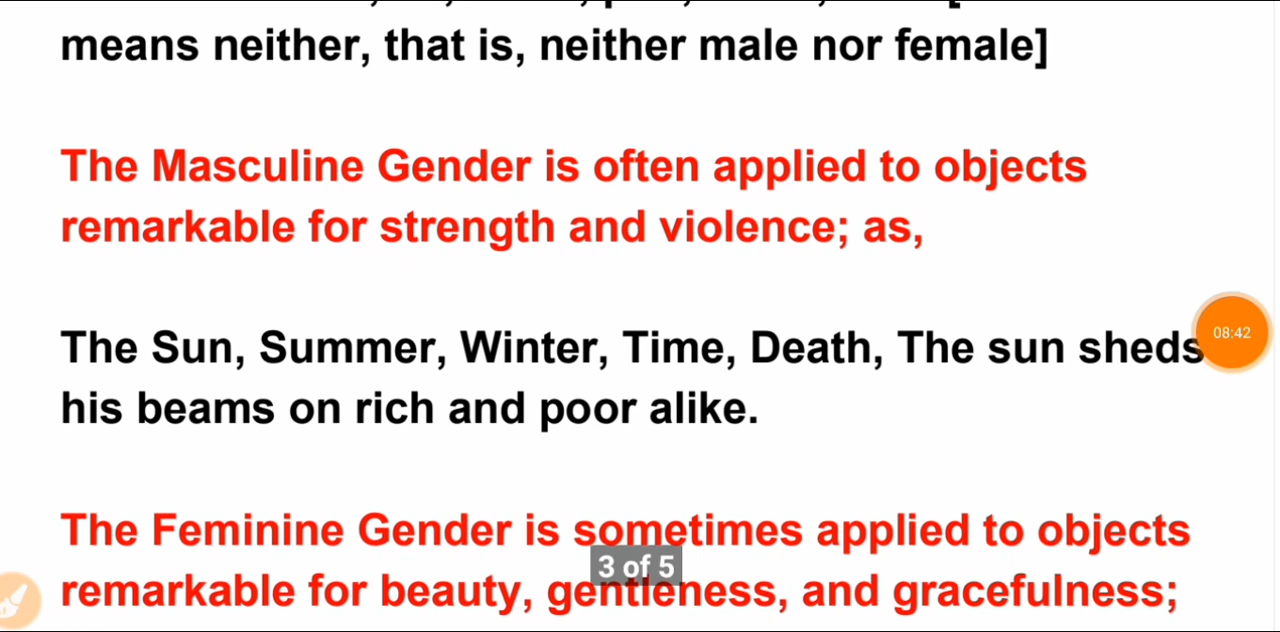 means neither, that is, neither male nor female]
The Masculine Gender is often applied to objects
remarkable for strength and violence; as,
The Sun, Summer, Winter, Time, Death, The sun sheds
08:42
his beams on rich and poor alike.
The Feminine Gender is sometimes applied to objects
3 of 5
remarkable for beauty, gentleness, and gracefulness;